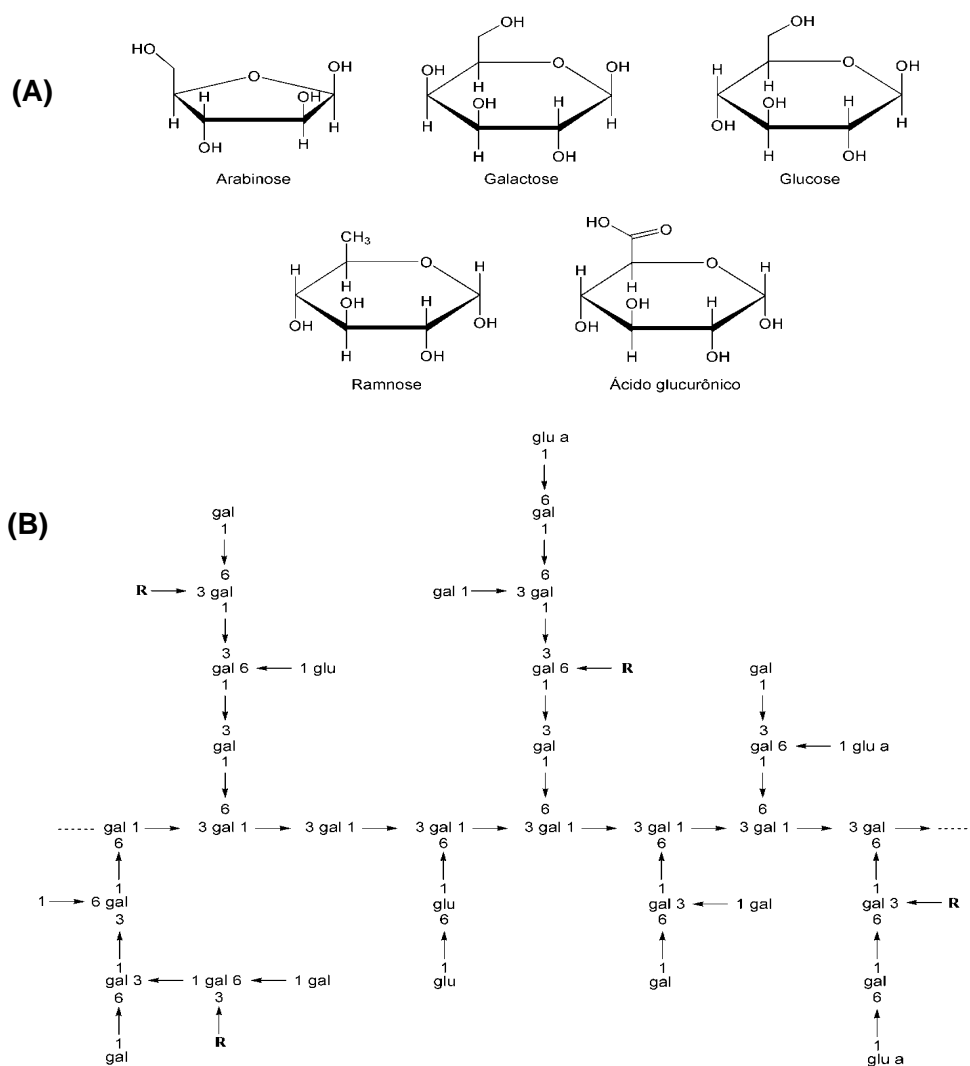 (A)
HO O OH H OH H OH H
Arabinose
OH OH O OH H OH H H OH H
Galactose
OH H O OH H OH H OH H OH H
Glucose
CH3 H O H H OH H OH H OH OH
Ramnose
HO O H O H H OH H OH H OH OH
Ácido glucurônico
(B)
glu a
1
6
gal gal
1 1
6 6
R 3 gal gal 1 3 gal
1 1
3 3
gal 6 1 glu gal 6 R gal
1 1 1
3 3 3
gal gal gal 6 1 glu a
1 1 1
6 6 6
gal 1 3 gal 1 3 gal 1 3 gal 1 3 gal 1 3 gal 1 3 gal 1 3 gal
6 6 6 6
1 1 1 1
1 6 gal glu gal 3 1 gal gal 3 R
3 6 6 6
1 1 1 1
gal 3 1 gal 6 1 gal glu gal gal
6 3 6
1 R 1
gal glu a